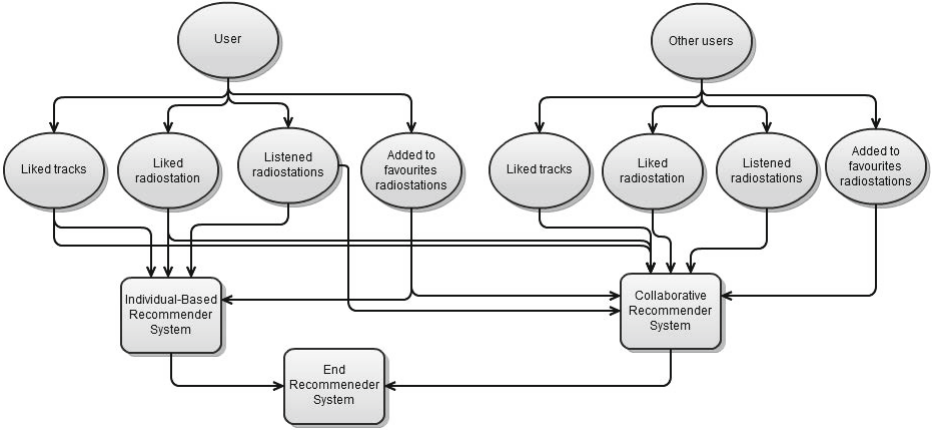 User
Other users
Liked tracks
Liked
radiostation
Listened
radiostations
Added to
favourites
radiostations
Liked tracks
Liked
radiostation
Listened
radiostations
Added to
favourites
radiostations
Individual-Based
Recommender
System
Collaborative
Recommender
System
End
Recommeneder
System